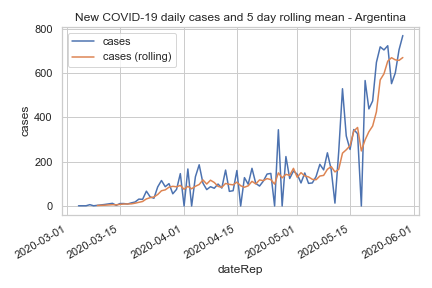 New COVID-19 daily cases and 5 day rolling mean - Argentina
cases
cases (rolling)
800
600
400
200
0
cases
2020-03-01
2020-03-15
2020-04-01
2020-04-15
2020-05-01
2020-05-15
2020-06-01
dateRep